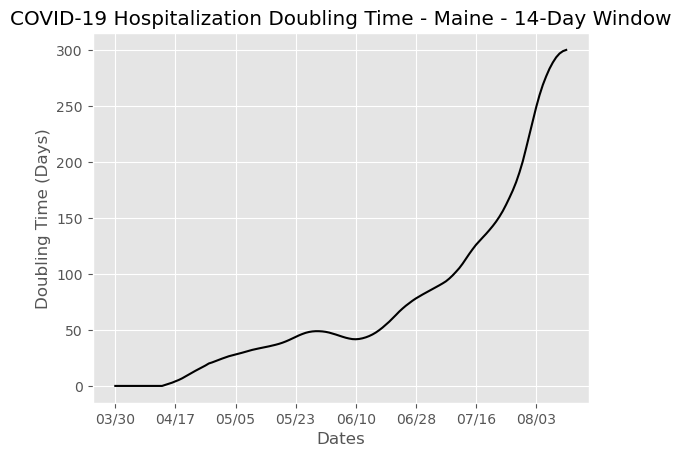 COVID-19 Hospitalization Doubling Time - Maine - 14-Day Window
Doubling Time (Days)
300
250
200
150
100
50
0
03/30 04/17 05/05 05/23 06/10 06/28 07/16 08/03
Dates